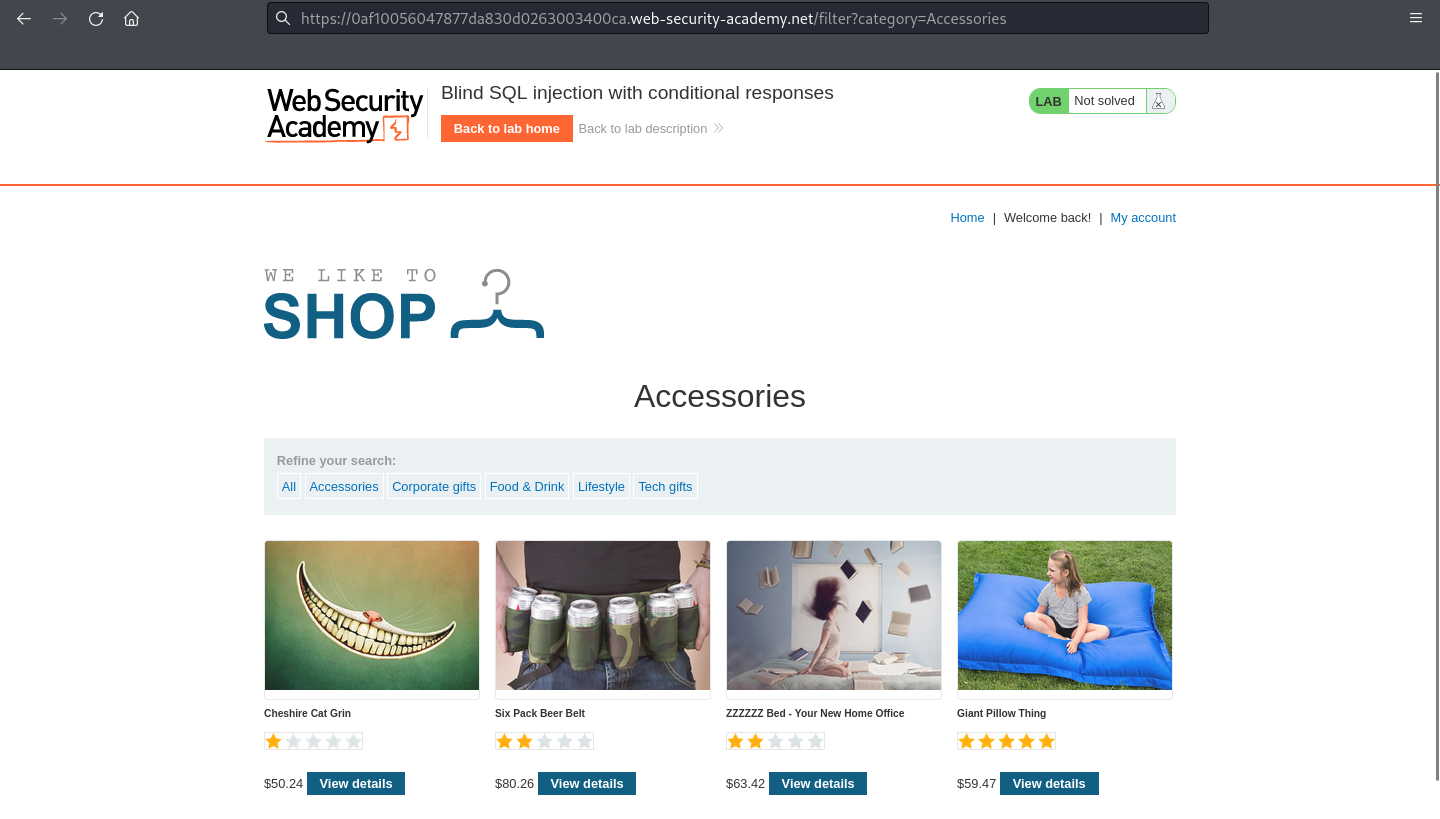 https://0af10056047877da830d0263003400ca.web-security-academy.net/filter?category=Accessories
Web Security
Academy
Blind SQL injection with conditional responses
Back to lab home Back to lab description
LAB Not solved
Home | Welcome back! | My account
WE LIKE TO
SHOP
Accessories
Refine your search:
All Accessories Corporate gifts Food & Drink Lifestyle Tech gifts
Cheshire Cat Grin Six Pack Beer Belt ZZZZZZ Bed - Your New Home Office Giant Pillow Thing
$50.24 View details $80.26 View details $63.42 View details $59.47 View details